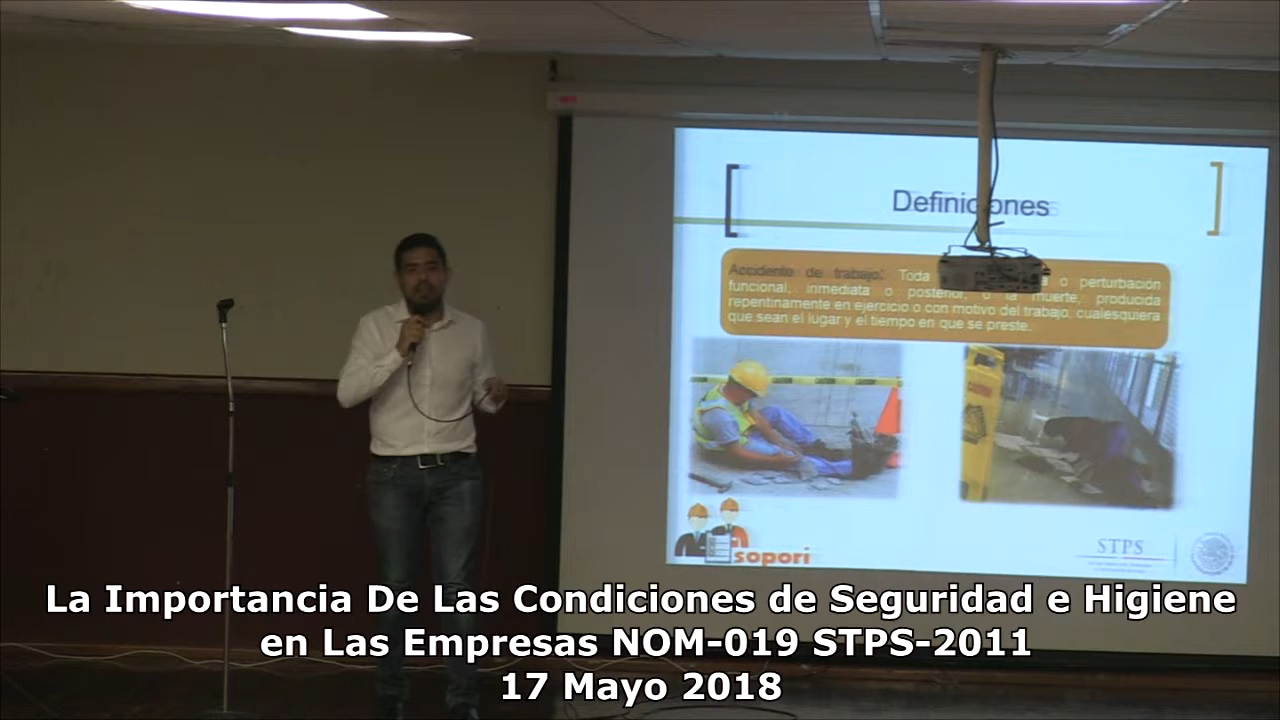 Definiciones
Accidente de trabajo: Toda o perturbación
funcional, inmediata o posterior, o la muerte, producida
repentinamente en ejercicio o con motivo del trabajo, cualesquiera
que sean el lugar y el tiempo en que se preste.
sopori
STPS
La Importancia De Las Condiciones de Seguridad e Higiene
en Las Empresas NOM-019 STPS-2011
17 Mayo 2018